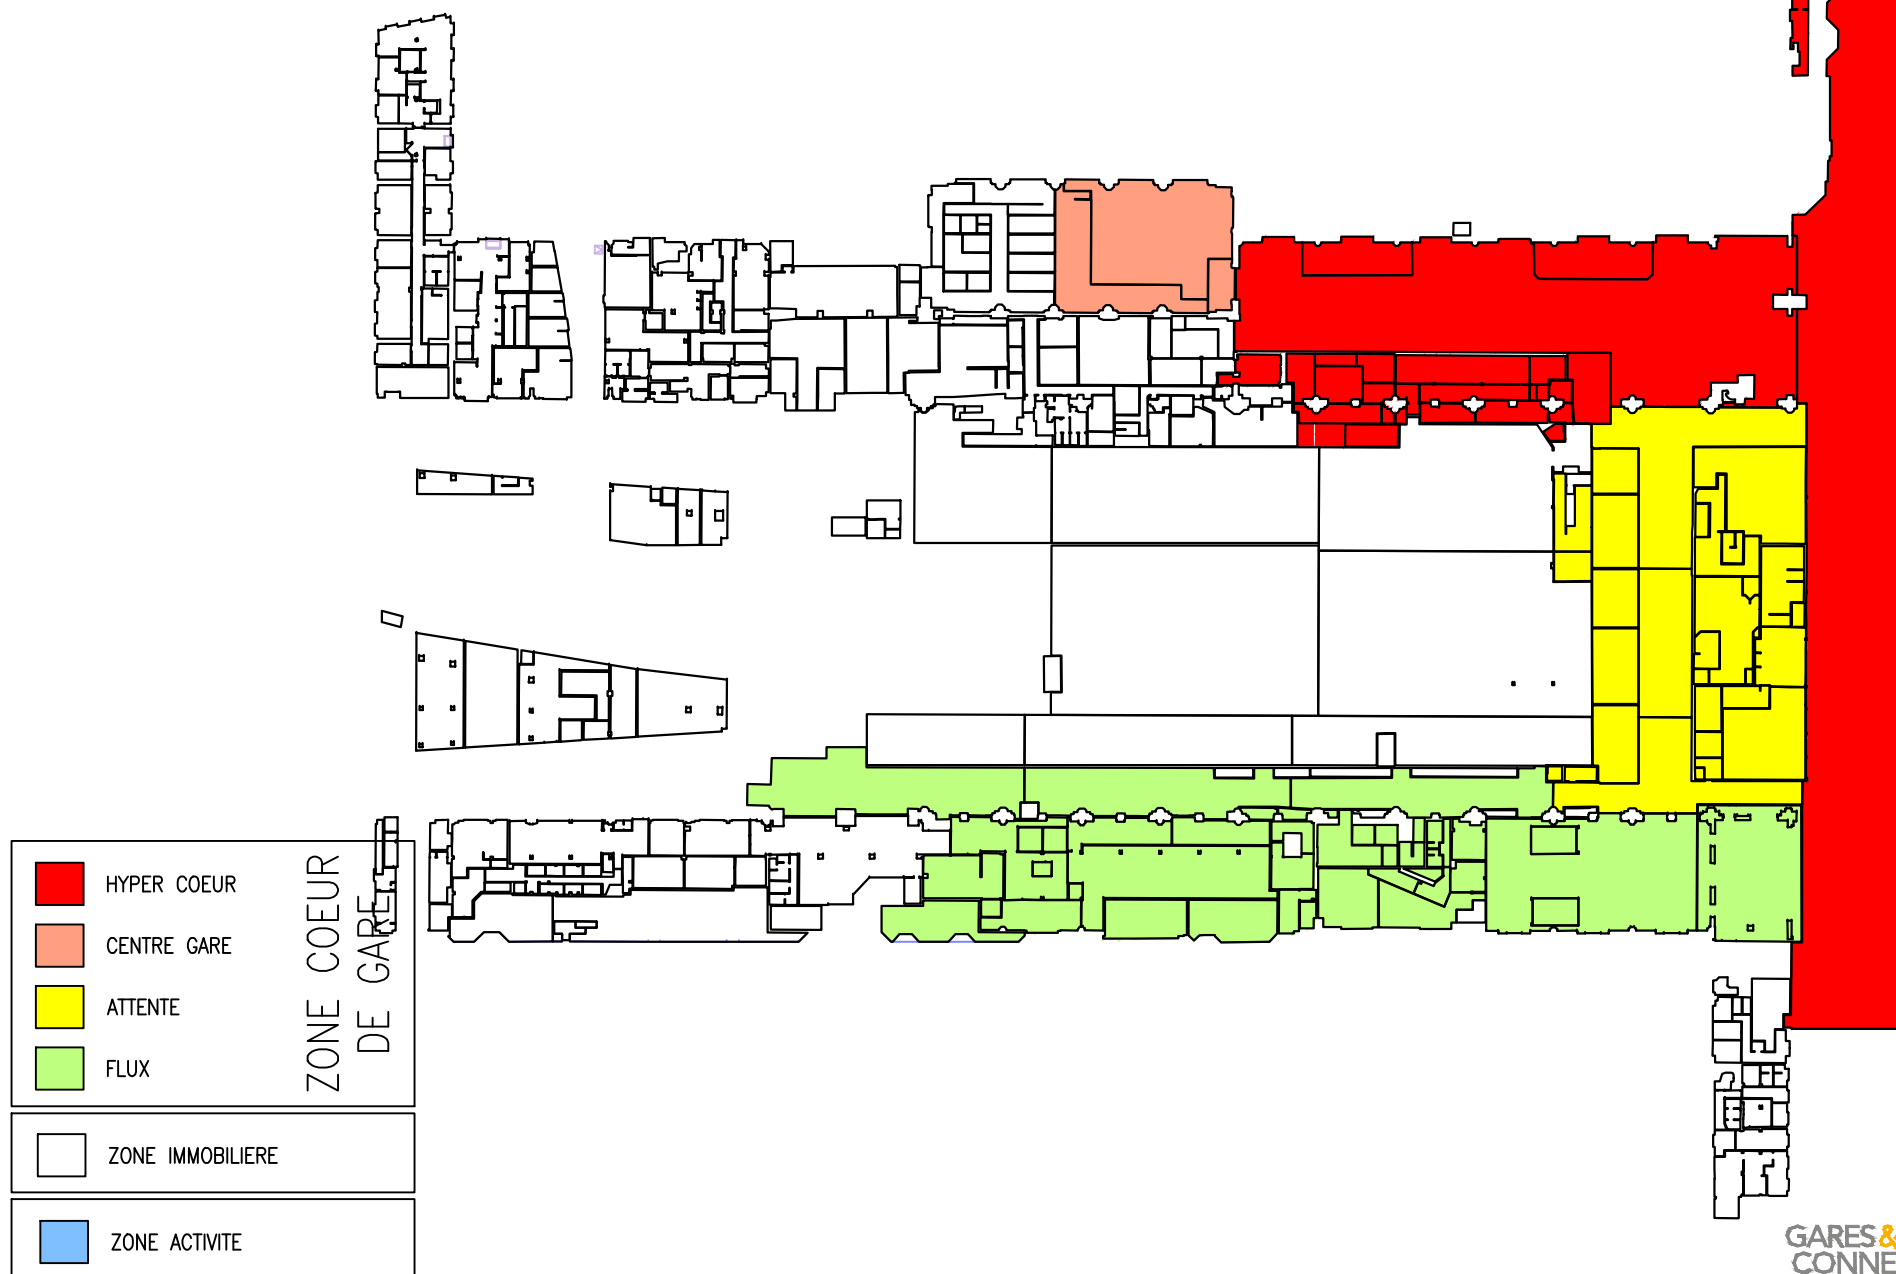 HYPER COEUR
CENTRE GARE
ATTENTE
FLUX
ZONE COEUR
DE GARE
ZONE IMMOBILIERE
ZONE ACTIVITE
GARES&
CONNE